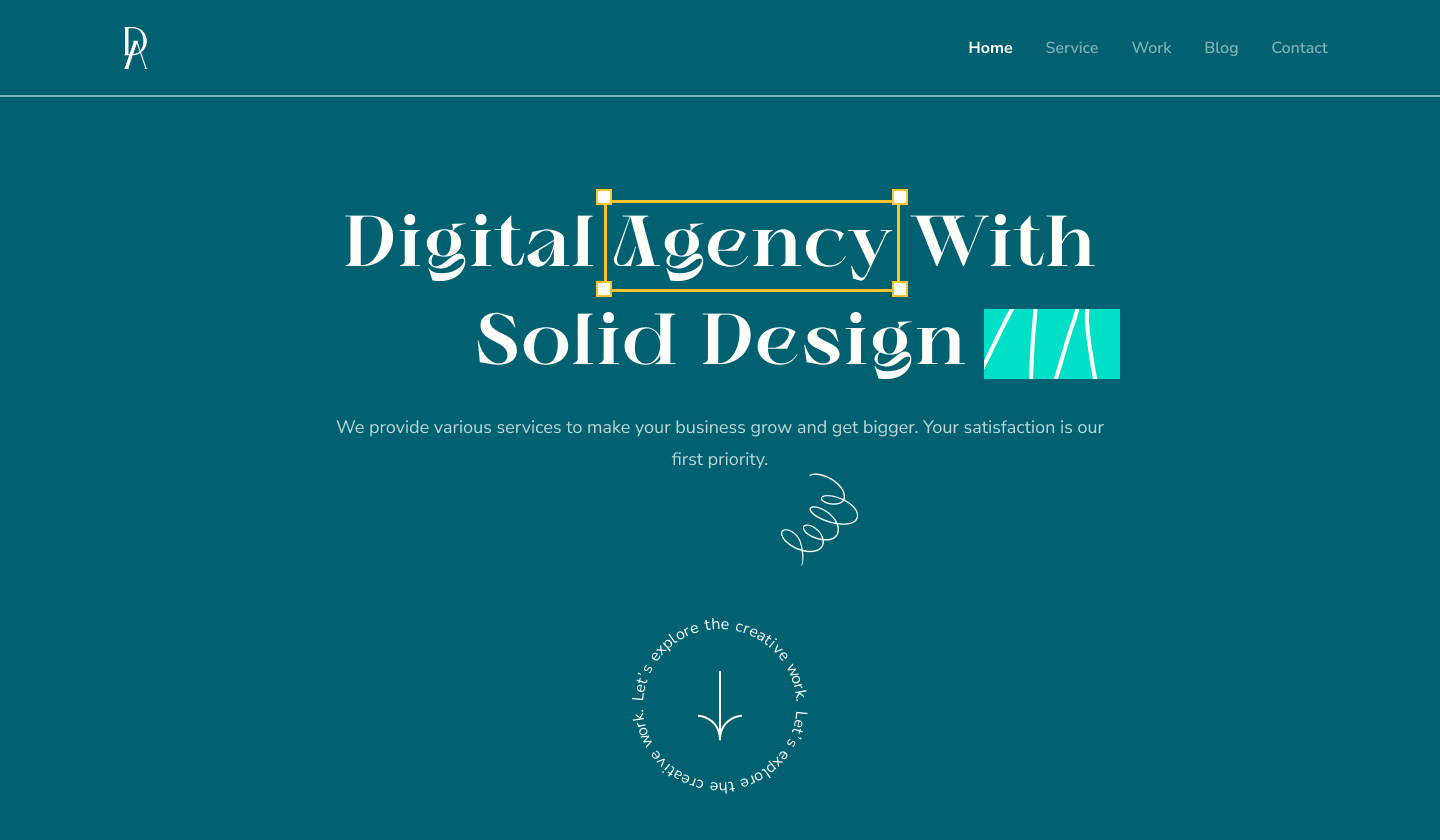 DA
Home Service Work Blog Contact
Digital Agency With
Solid Design
We provide various services to make your business grow and get bigger. Your satisfaction is our
first priority.
Let's explore the creative work. Let's explore the creative work.